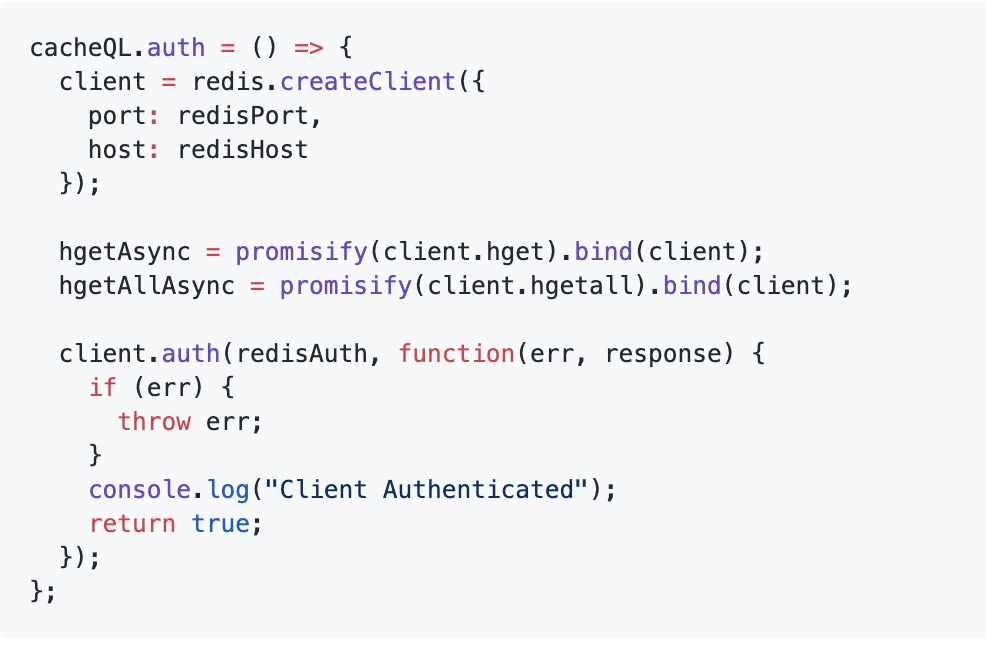 cacheQL.auth = () => {
  client = redis.createClient({
    port: redisPort,
    host: redisHost
  });

  hgetAsync = promisify(client.hget).bind(client);
  hgetAllAsync = promisify(client.hgetall).bind(client);

  client.auth(redisAuth, function(err, response) {
    if (err) {
      throw err;
    }
    console.log("Client Authenticated");
    return true;
  });
};